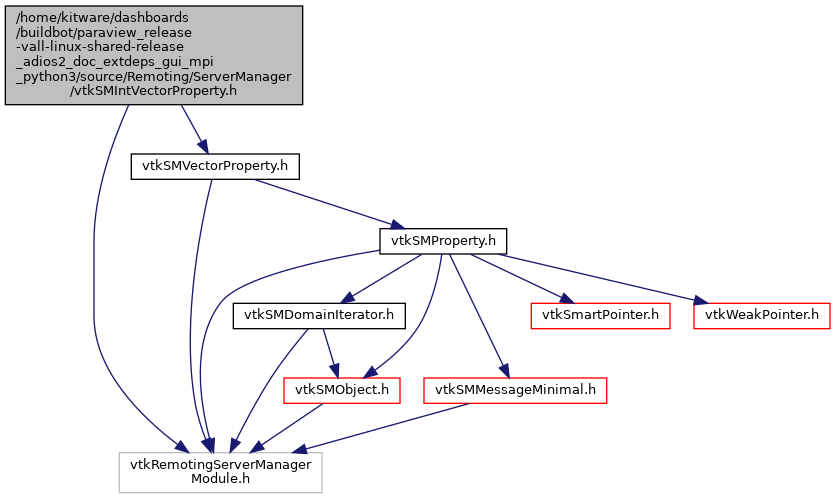 /home/kitware/dashboards
/buildbot/paraview_release
-vall-linux-shared-release
_adios2_doc_extdeps_gui_mpi
_python3/source/Remoting/ServerManager
/vtkSMIntVectorProperty.h
vtkSMVectorProperty.h
vtkSMProperty.h
vtkSMDomainIterator.h
vtkSmartPointer.h
vtkWeakPointer.h
vtkSMObject.h
vtkSMMessageMinimal.h
vtkRemotingServerManager
Module.h